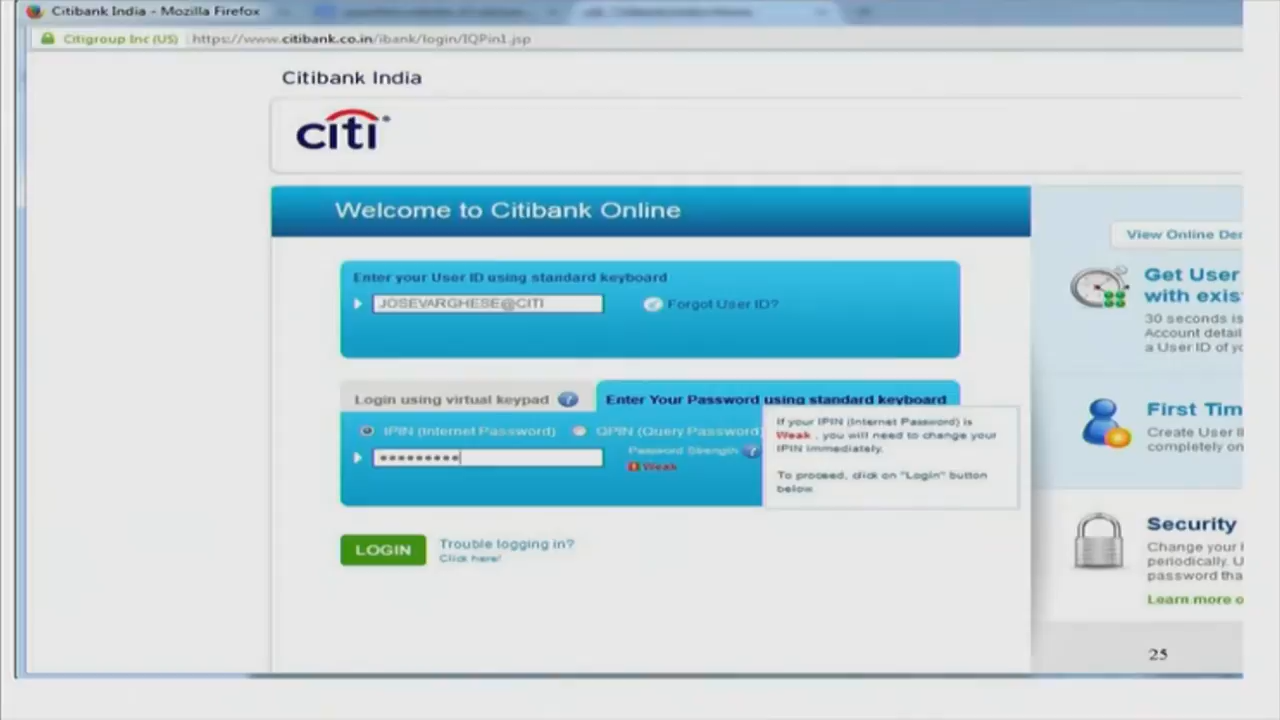 Citibank India - Mozilla Firefox
Citigroup Inc (US) https://www.citibank.co.in/ibank/login/IQPin1.jsp
Citibank India
citi
Welcome to Citibank Online
Enter your User ID using standard keyboard
JOSEVARGHESE@CITI
Forgot User ID?
Login using virtual keypad
Enter Your Password using standard keyboard
IPIN (Internet Password)
QPIN (Query Password)
Password Strength
Weak
If your IPIN (Internet Password) is
Weak , you will need to change your
IPIN immediately.
To proceed, click on "Login" button
below
LOGIN
Trouble logging in?
Click here!
View Online De
Get User
with exis
30 seconds is
Account detail
a User ID of yo
First Tim
Create User I
completely on
Security
Change your
periodically. U
password tha
Learn more o
25